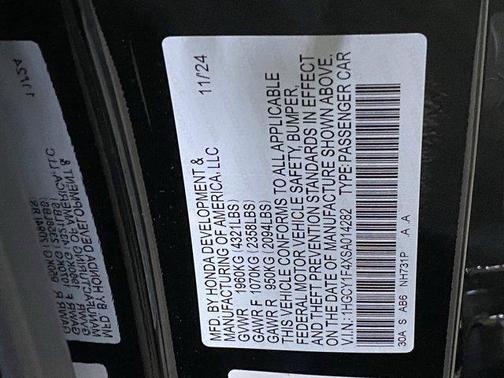 MFD. BY HONDA DEVELOPMENT &
MANUFACTURING OF AMERICA, LLC 11/24
GVWR 1960KG (4321LBS)
GAWR F 1070KG (2358LBS)
GAWR R 950KG (2094LBS)
THIS VEHICLE CONFORMS TO ALL APPLICABLE
FEDERAL MOTOR VEHICLE SAFETY, BUMPER,
AND THEFT PREVENTION STANDARDS IN EFFECT
ON THE DATE OF MANUFACTURE SHOWN ABOVE.
V.I.N.: 1HGCY1F4XSA014282 TYPE: PASSENGER CAR
30A S AB6 NH731P A A